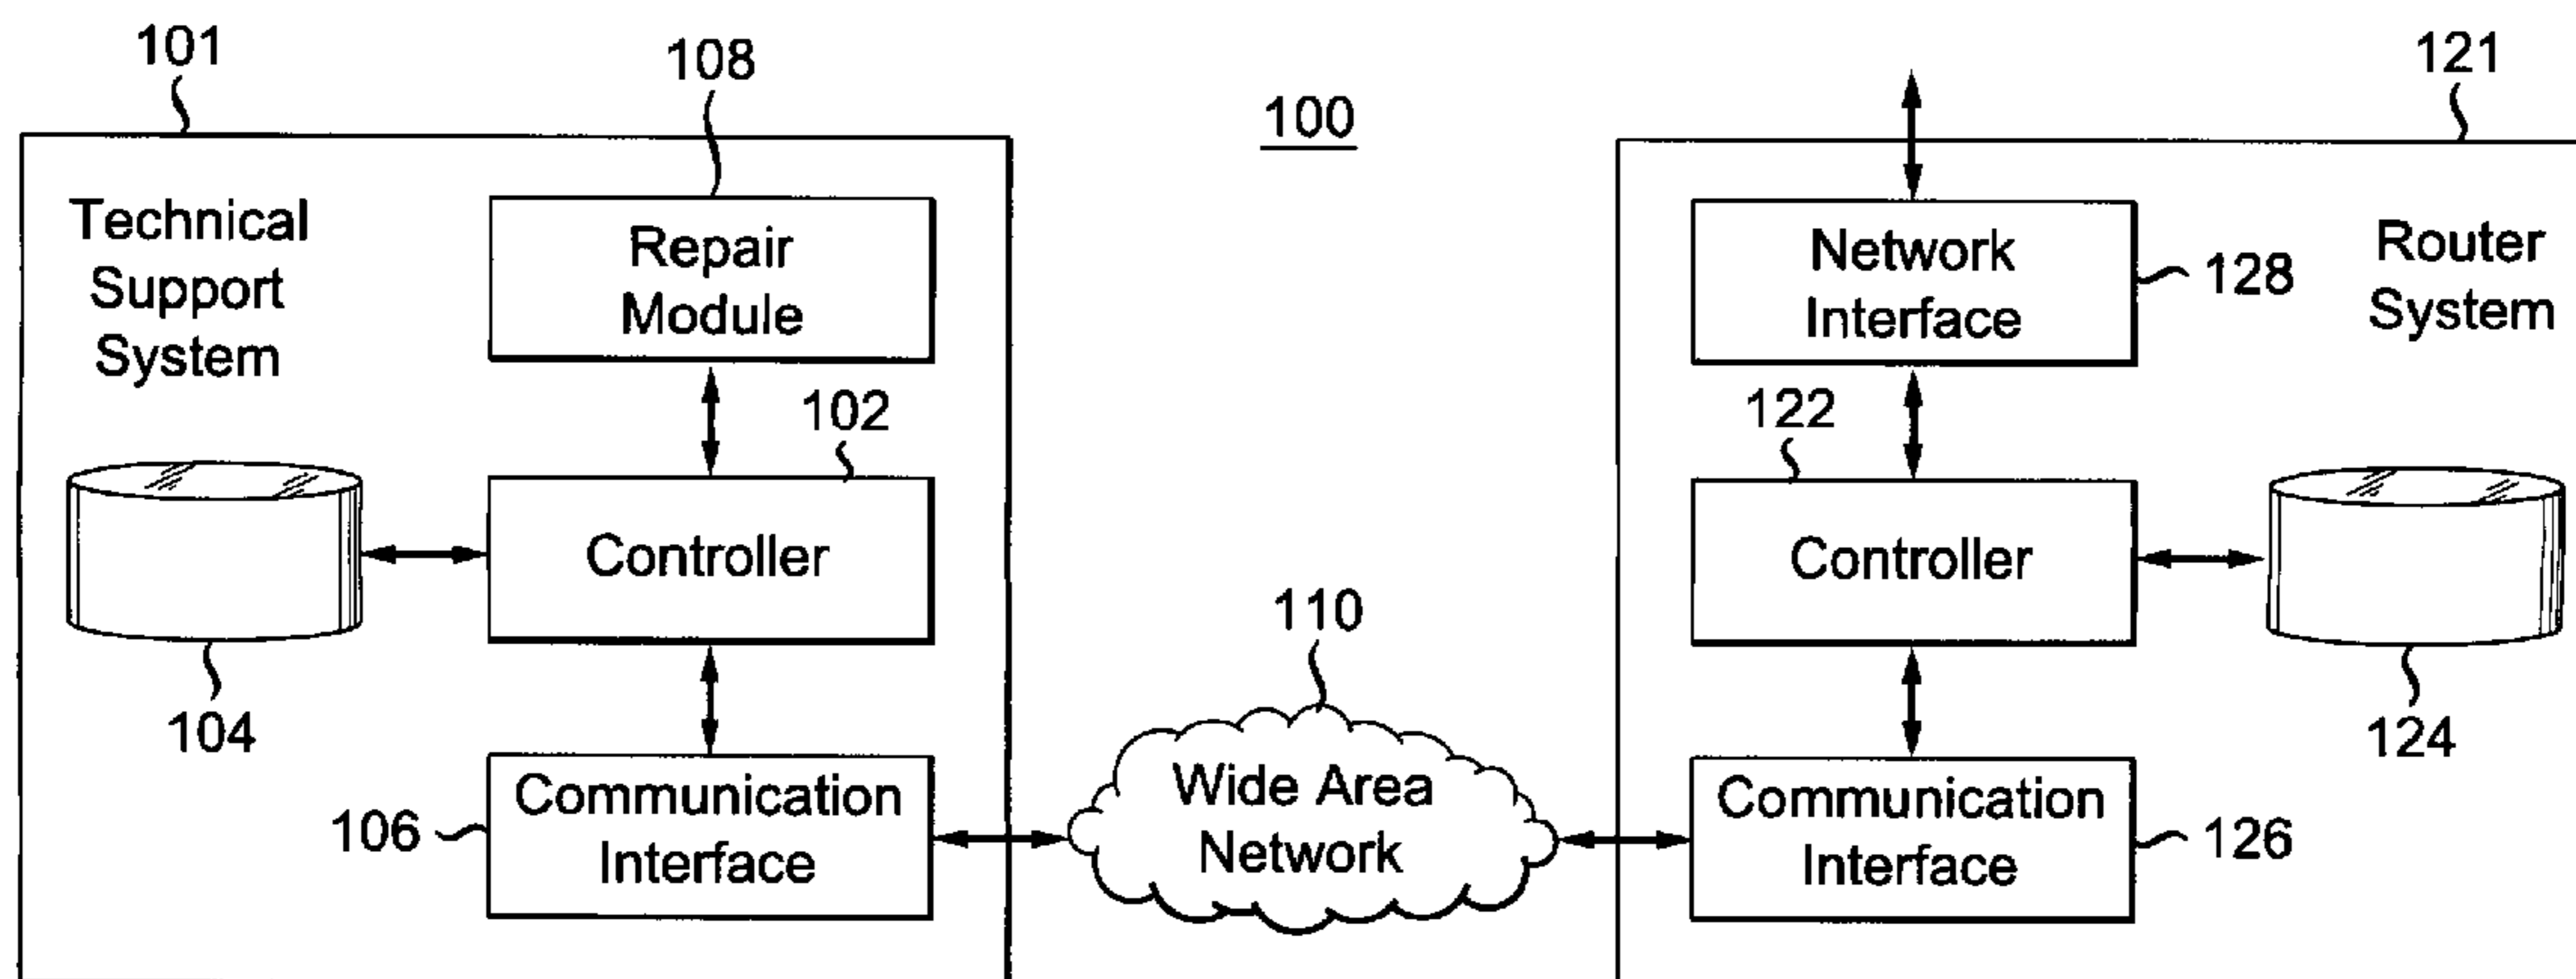 101
108
100
121
Technical
Support
System
Repair
Module
Network
Interface
128
Router
System
102
122
Controller
Controller
104
110
124
106
Communication
Interface
Wide Area
Network
Communication
Interface
126